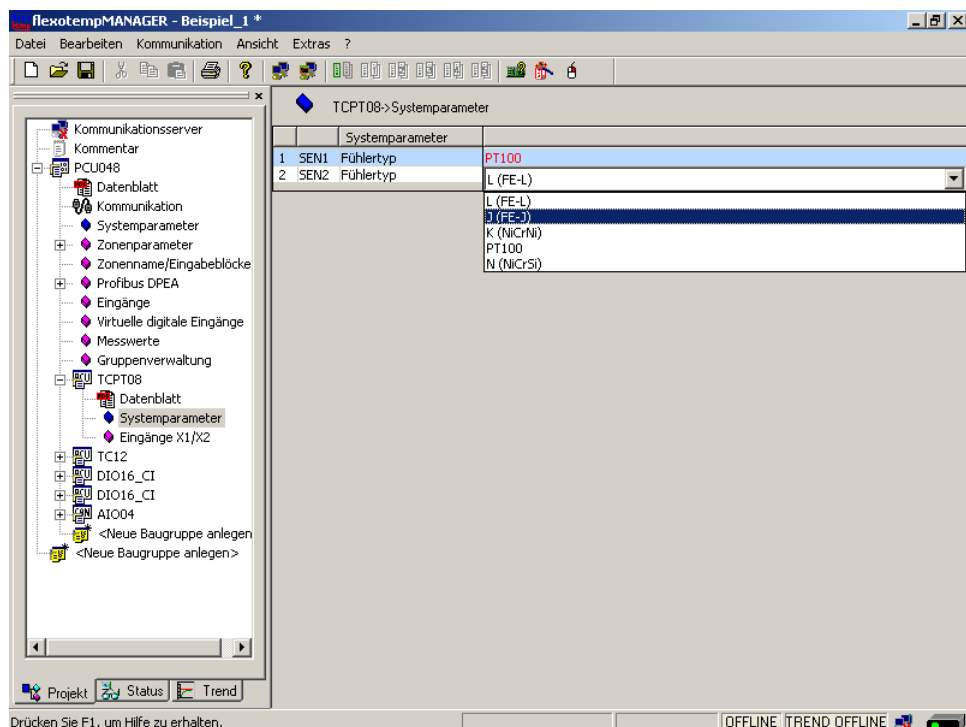 flexotempMANAGER - Beispiel_1 *
Datei Bearbeiten Kommunikation Ansicht Extras ?
TCPT08->Systemparameter
Kommunikationsserver
Kommentar
PCU048
Datenblatt
Kommunikation
Systemparameter
Zonenparameter
Zonenname/Eingabeblöcke
Profibus DPEA
Eingänge
Virtuelle digitale Eingänge
Messwerte
Gruppenverwaltung
TCPT08
Datenblatt
Systemparameter
Eingänge X1/X2
TC12
DIO16_CI
DIO16_CI
AIO04
<Neue Baugruppe anlegen
<Neue Baugruppe anlegen>
Systemparameter
1 SEN1 Fühlertyp PT100
2 SEN2 Fühlertyp L (FE-L)
L (FE-L)
J (FE-J)
K (NiCrNi)
PT100
N (NiCrSi)
Projekt Status Trend
Drücken Sie F1, um Hilfe zu erhalten.
OFFLINE TREND OFFLINE